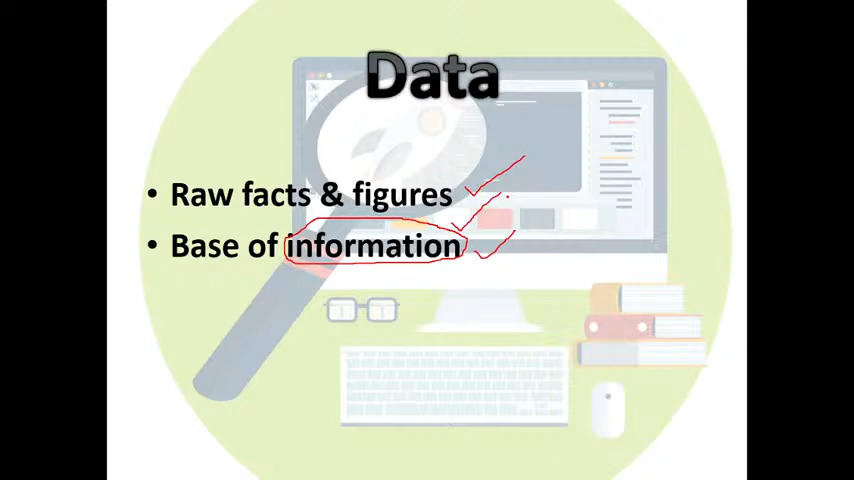 Data
• Raw facts & figures
• Base of information